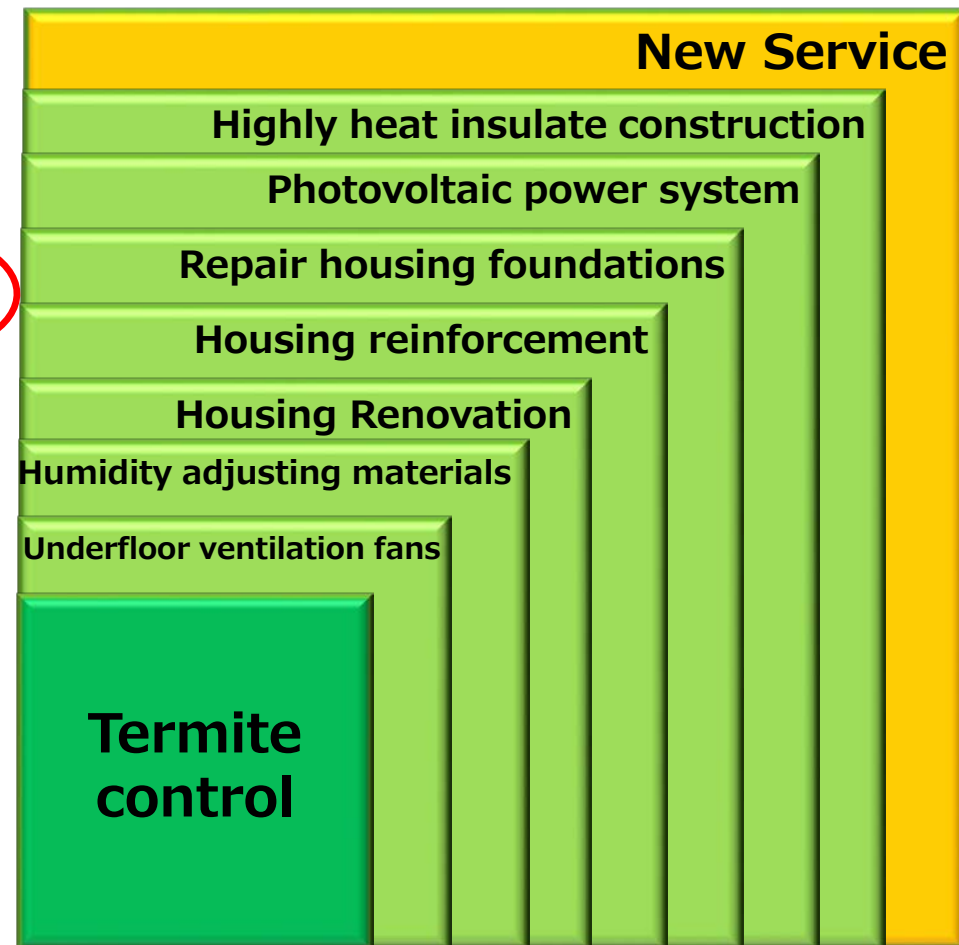 New Service
Highly heat insulate construction
Photovoltaic power system
Repair housing foundations
Housing reinforcement
Housing Renovation
Humidity adjusting materials
Underfloor ventilation fans
Termite
control